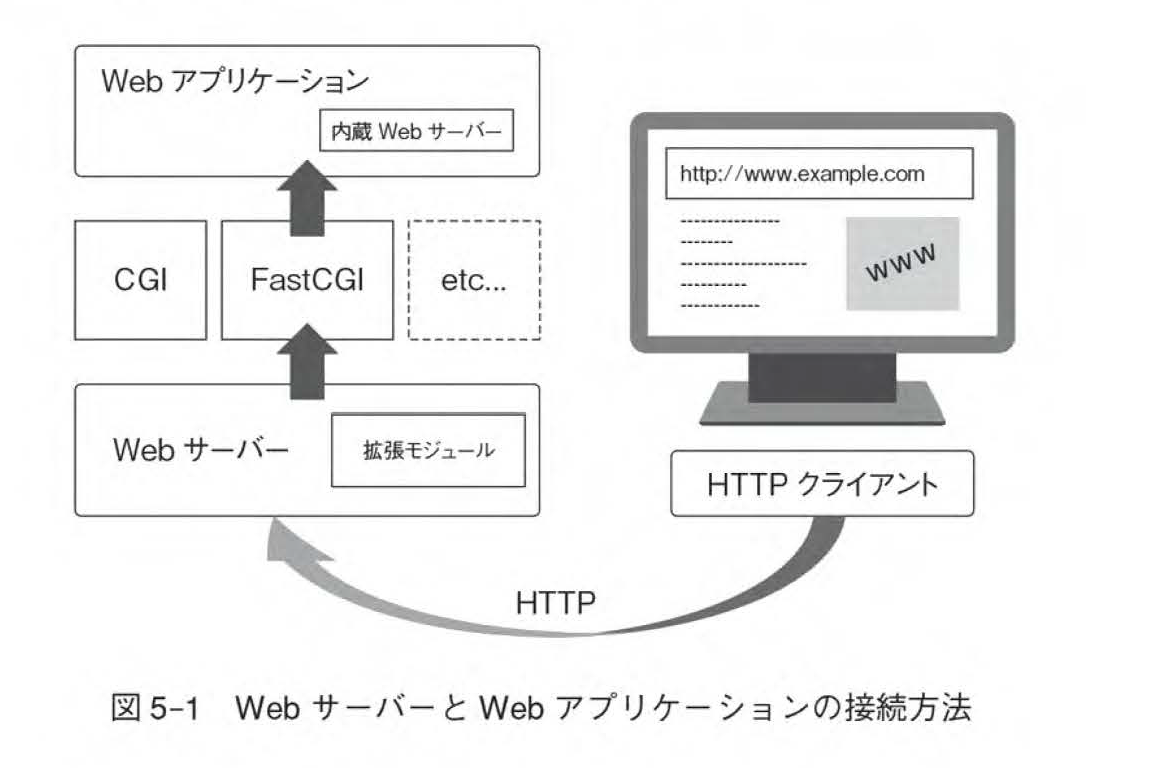 Web アプリケーション
内蔵 Web サーバー
CGI
FastCGI
etc...
Web サーバー
拡張モジュール
http://www.example.com
WWW
HTTP クライアント
HTTP
図 5-1 Web サーバーと Web アプリケーションの接続方法